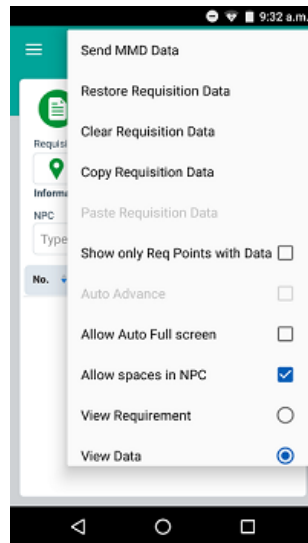 9:32 a.m.
Send MMD Data
Restore Requisition Data
Clear Requisition Data
Requisi
Copy Requisition Data
Informa
NPC
Paste Requisition Data
Type
Show only Req Points with Data
No.
Auto Advance
Allow Auto Full screen
Allow spaces in NPC
View Requirement
View Data